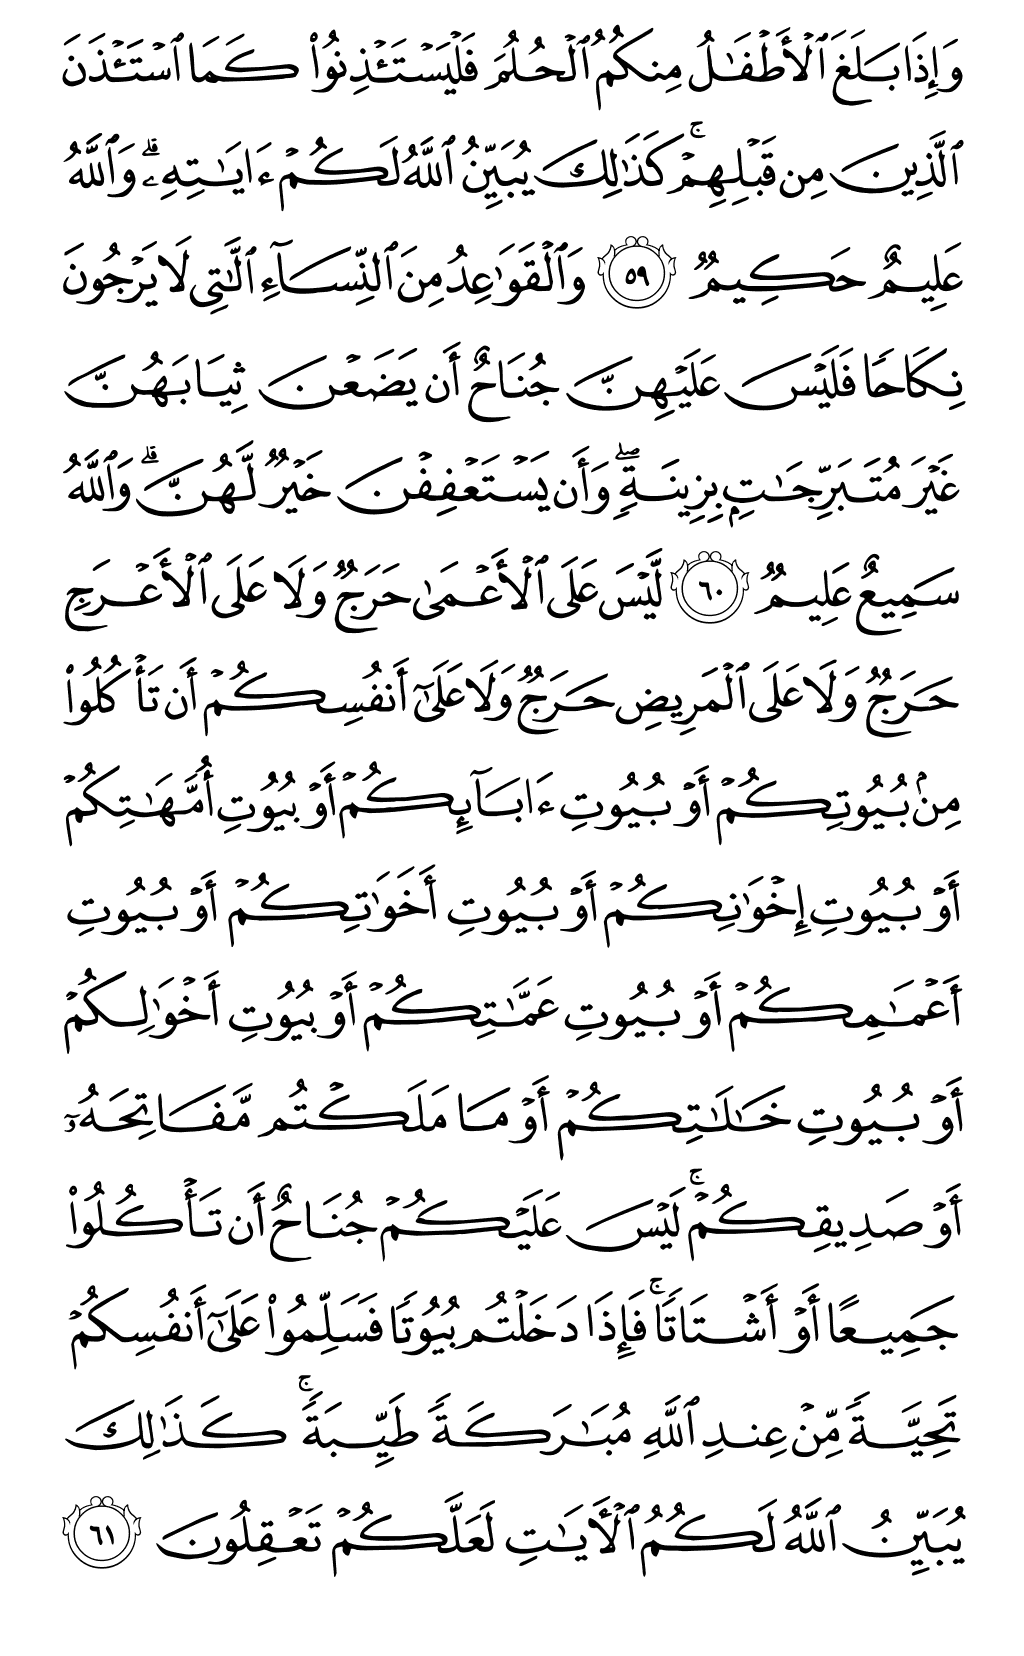 وَإِذَا بَلَغَ ٱلْأَطْفَـٰلُ مِنكُمُ ٱلْحُلُمَ فَلْيَسْتَـْٔذِنُوا۟ كَمَا ٱسْتَـْٔذَنَ
ٱلَّذِينَ مِن قَبْلِهِمْ ۚ كَذَٰلِكَ يُبَيِّنُ ٱللَّهُ لَكُمْ ءَايَـٰتِهِۦ ۗ وَٱللَّهُ
عَلِيمٌ حَكِيمٌ ﴿٥٩﴾ وَٱلْقَوَٰعِدُ مِنَ ٱلنِّسَآءِ ٱلَّـٰتِى لَا يَرْجُونَ
نِكَاحًا فَلَيْسَ عَلَيْهِنَّ جُنَاحٌ أَن يَضَعْنَ ثِيَابَهُنَّ
غَيْرَ مُتَبَرِّجَـٰتٍۭ بِزِينَةٍ ۖ وَأَن يَسْتَعْفِفْنَ خَيْرٌ لَّهُنَّ ۗ وَٱللَّهُ
سَمِيعٌ عَلِيمٌ ﴿٦٠﴾ لَّيْسَ عَلَى ٱلْأَعْمَىٰ حَرَجٌ وَلَا عَلَى ٱلْأَعْرَجِ
حَرَجٌ وَلَا عَلَى ٱلْمَرِيضِ حَرَجٌ وَلَا عَلَىٰٓ أَنفُسِكُمْ أَن تَأْكُلُوا۟
مِنۢ بُيُوتِكُمْ أَوْ بُيُوتِ ءَابَآئِكُمْ أَوْ بُيُوتِ أُمَّهَـٰتِكُمْ
أَوْ بُيُوتِ إِخْوَٰنِكُمْ أَوْ بُيُوتِ أَخَوَٰتِكُمْ أَوْ بُيُوتِ
أَعْمَـٰمِكُمْ أَوْ بُيُوتِ عَمَّـٰتِكُمْ أَوْ بُيُوتِ أَخْوَٰلِكُمْ
أَوْ بُيُوتِ خَـٰلَـٰتِكُمْ أَوْ مَا مَلَكْتُم مَّفَاتِحَهُۥٓ
أَوْ صَدِيقِكُمْ ۚ لَيْسَ عَلَيْكُمْ جُنَاحٌ أَن تَأْكُلُوا۟
جَمِيعًا أَوْ أَشْتَاتًا ۚ فَإِذَا دَخَلْتُم بُيُوتًا فَسَلِّمُوا۟ عَلَىٰٓ أَنفُسِكُمْ
تَحِيَّةً مِّنْ عِندِ ٱللَّهِ مُبَـٰرَكَةً طَيِّبَةً ۚ كَذَٰلِكَ
يُبَيِّنُ ٱللَّهُ لَكُمُ ٱلْـَٔايَـٰتِ لَعَلَّكُمْ تَعْقِلُونَ ﴿٦١﴾